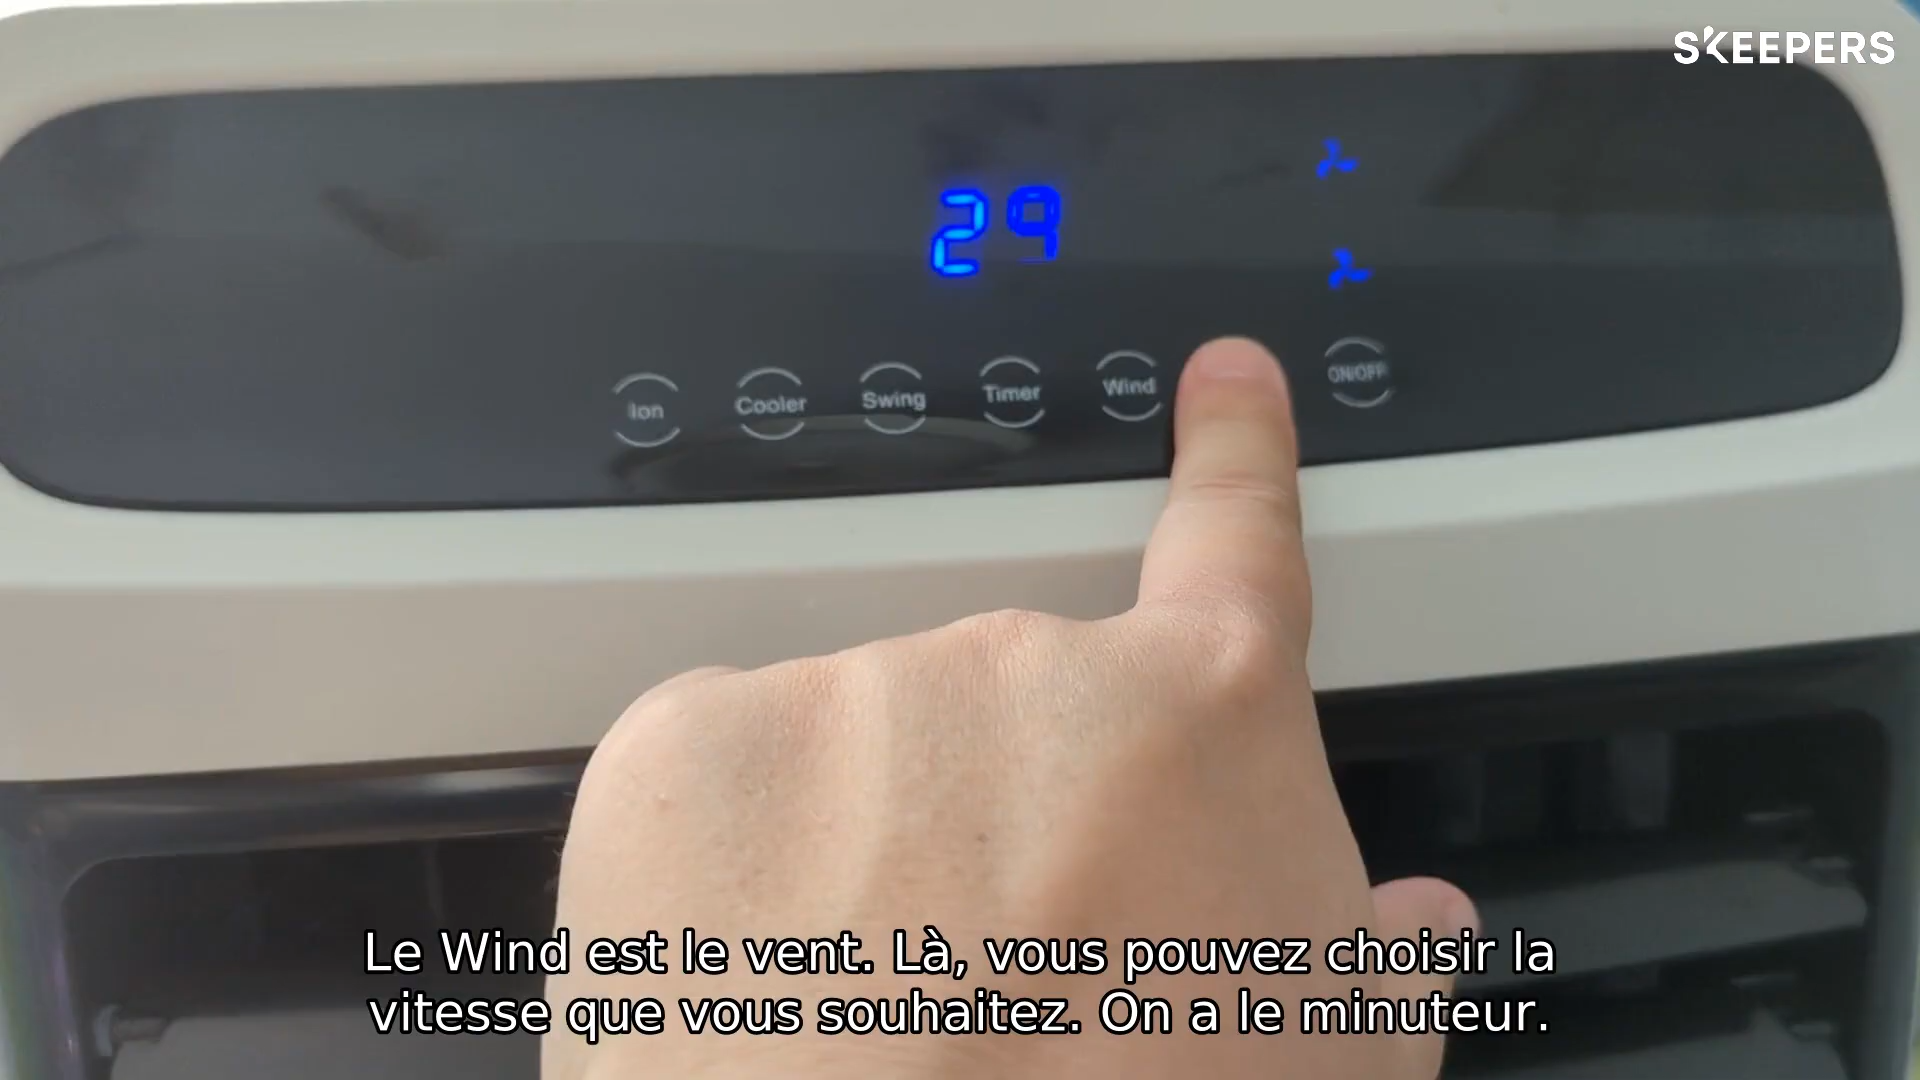 SKEEPERS
29
Ion
Cooler
Swing
Timer
Wind
ON/OFF
Le Wind est le vent. Là, vous pouvez choisir la
vitesse que vous souhaitez. On a le minuteur.